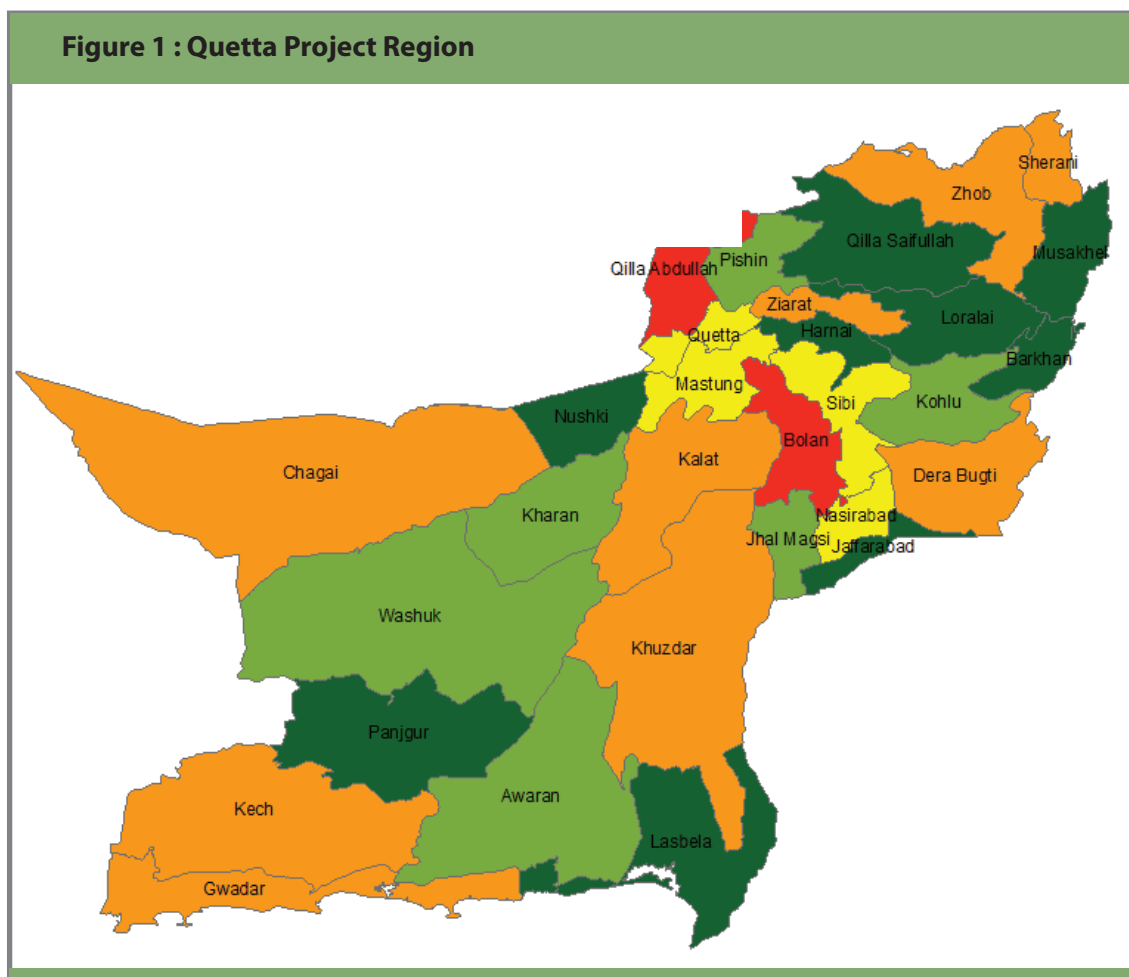 Figure 1 : Quetta Project Region
Sherani
Zhob
Qilla Saifullah
Musakhel
Pishin
Qilla Abdullah
Ziarat
Loralai
Harnai
Quetta
Barkhan
Mastung
Sibi
Kohlu
Nushki
Bolan
Kalat
Chagai
Dera Bugti
Kharan
Nasirabad
Jhal Magsi
Jaffarabad
Washuk
Khuzdar
Panjgur
Awaran
Kech
Lasbela
Gwadar